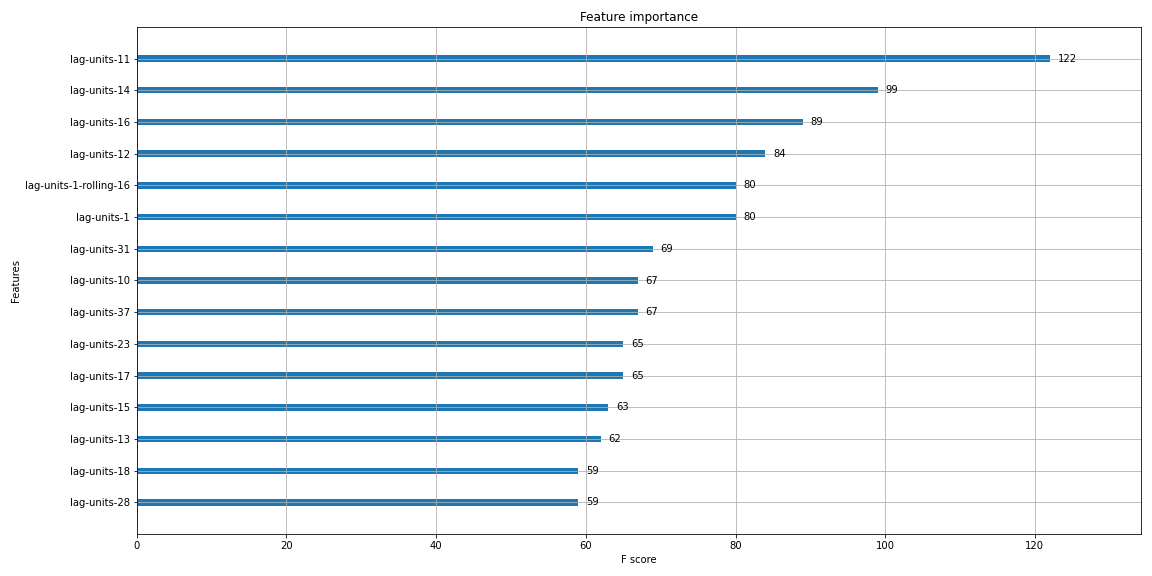 Feature importance
Features
lag-units-11 122
lag-units-14 99
lag-units-16 89
lag-units-12 84
lag-units-1-rolling-16 80
lag-units-1 80
lag-units-31 69
lag-units-10 67
lag-units-37 67
lag-units-23 65
lag-units-17 65
lag-units-15 63
lag-units-13 62
lag-units-18 59
lag-units-28 59
0 20 40 60 80 100 120
F score